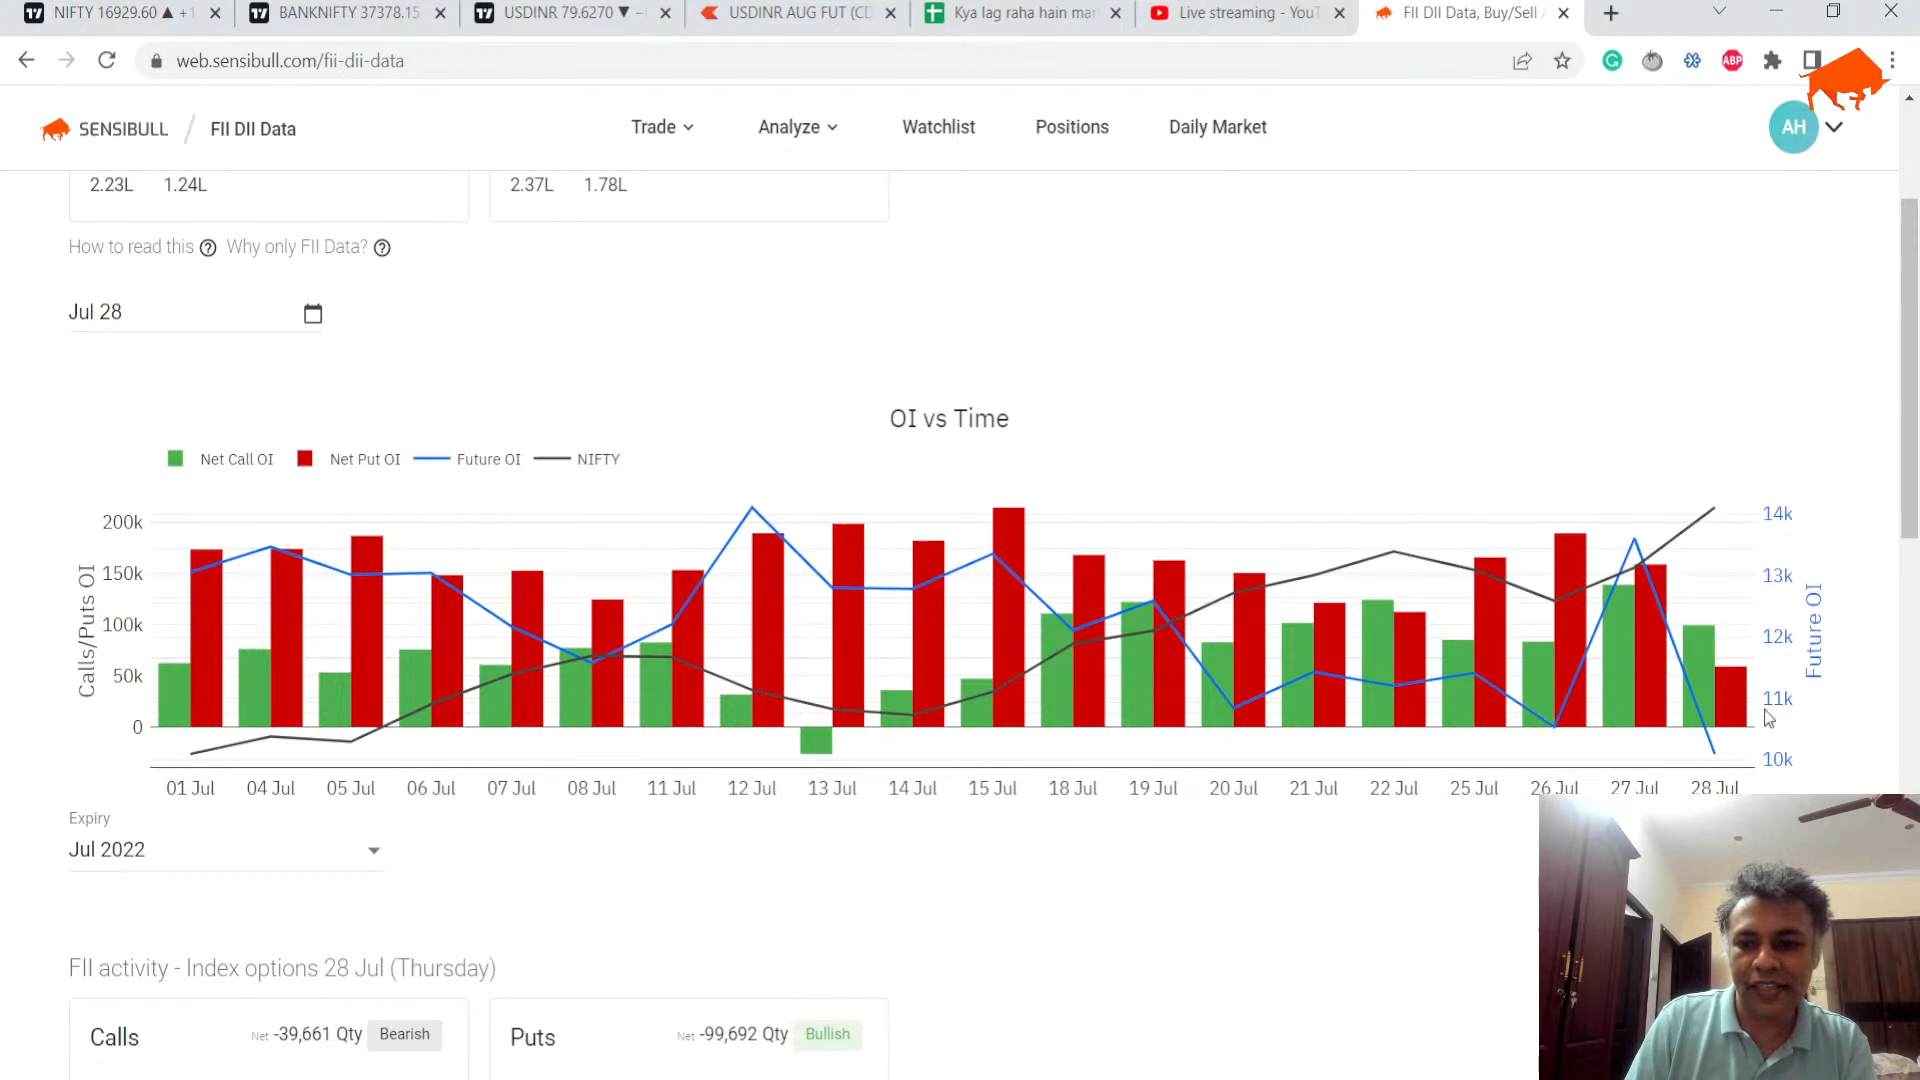 NIFTY 16929.60 ▲ +1
BANKNIFTY 37378.15
USDINR 79.6270 ▼ −
USDINR AUG FUT (CD
Kya lag raha hain mar
Live streaming - YouT
FII DII Data, Buy/Sell A
web.sensibull.com/fii-dii-data
ABP
SENSIBULL / FII DII Data
Trade
Analyze
Watchlist
Positions
Daily Market
AH
2.23L 1.24L
2.37L 1.78L
How to read this ? Why only FII Data? ?
Jul 28
OI vs Time
Net Call OI Net Put OI Future OI NIFTY
200k
150k
100k
50k
0
Calls/Puts OI
14k
13k
12k
11k
10k
Future OI
01 Jul 04 Jul 05 Jul 06 Jul 07 Jul 08 Jul 11 Jul 12 Jul 13 Jul 14 Jul 15 Jul 18 Jul 19 Jul 20 Jul 21 Jul 22 Jul 25 Jul 26 Jul 27 Jul 28 Jul
Expiry
Jul 2022
FII activity - Index options 28 Jul (Thursday)
Calls Net -39,661 Qty Bearish
Puts Net -99,692 Qty Bullish